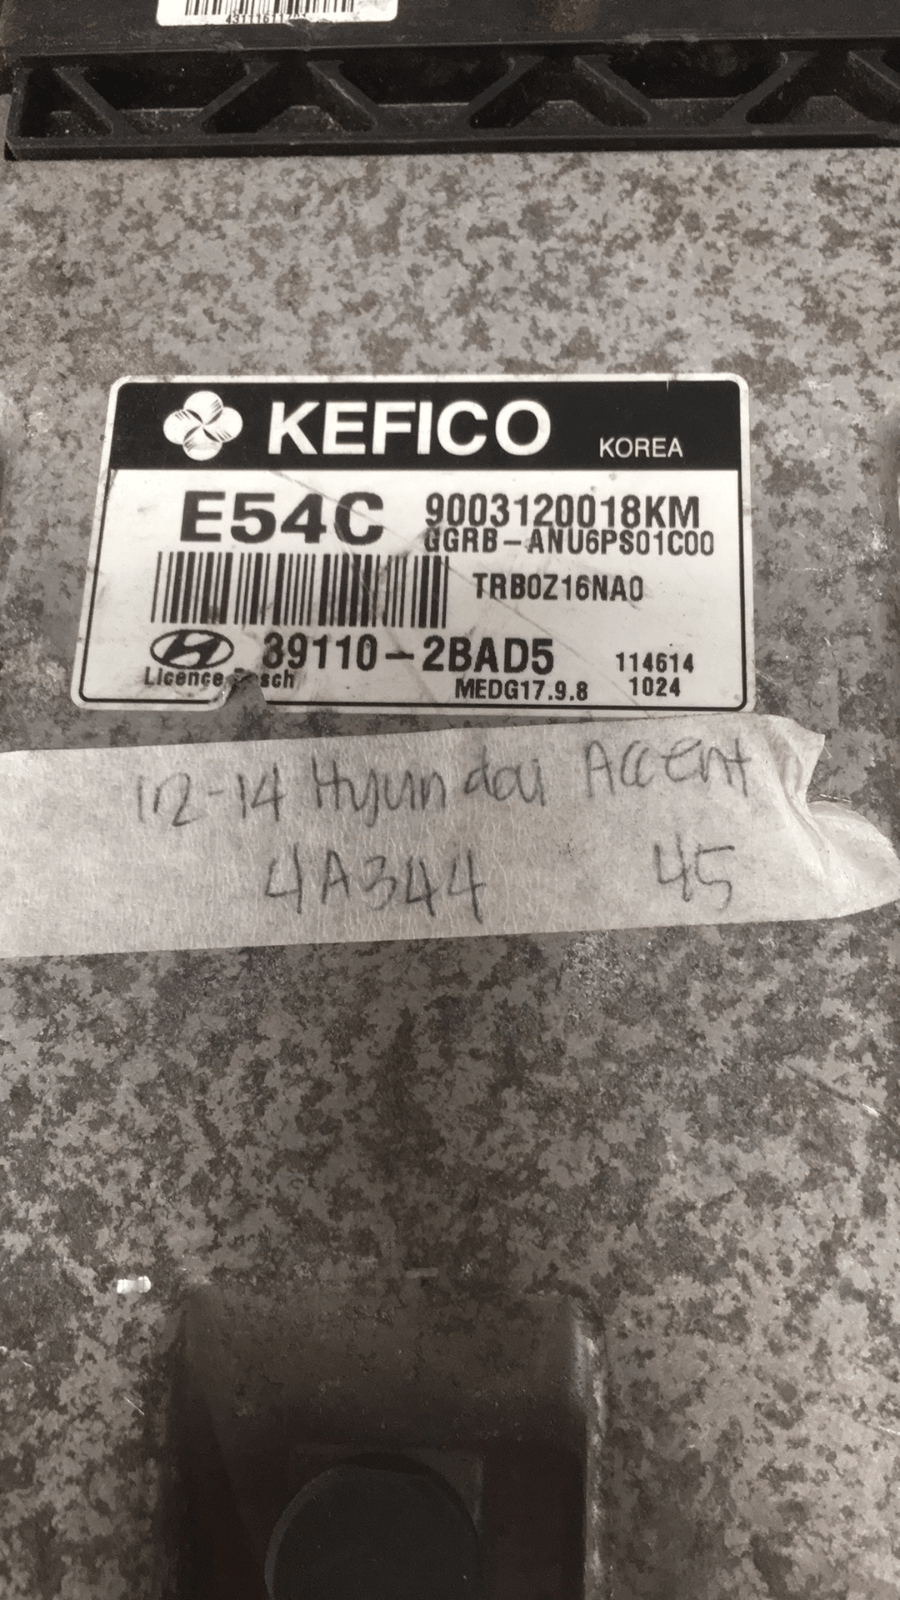 KEFICO KOREA
E54C 9003120018KM
GGRB-ANU6PS01C00
TRB0Z16NA0
39110-2BAD5 114614
Licence MEDG17.9.8 1024
12-14 Hyundai Accent
4A344 45